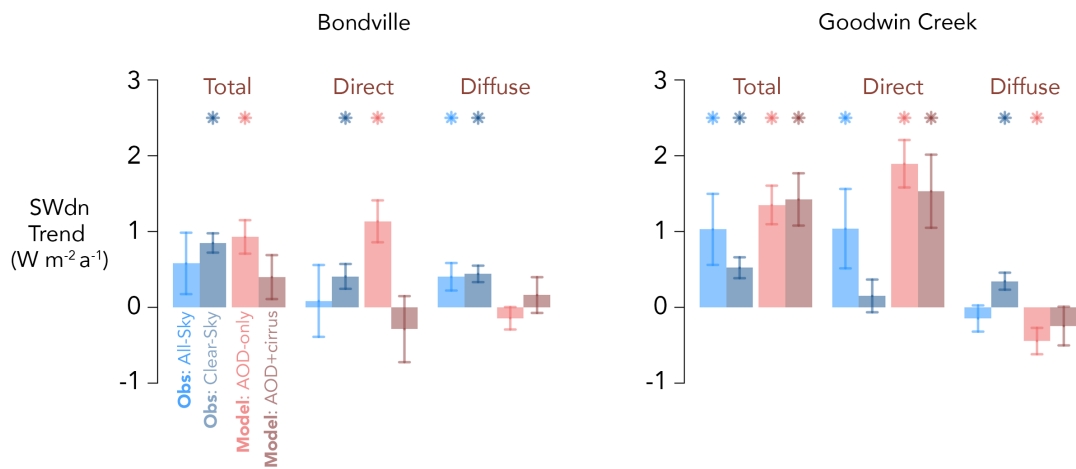 Bondville
Goodwin Creek
3
Total
Direct
Diffuse
3
Total
Direct
Diffuse
* * * * *
* * * * * * * * *
2
2
SWdn
Trend
(W m⁻² a⁻¹)
1
1
0
0
-1
-1
Obs: All-Sky
Obs: Clear-Sky
Model: AOD-only
Model: AOD+cirrus